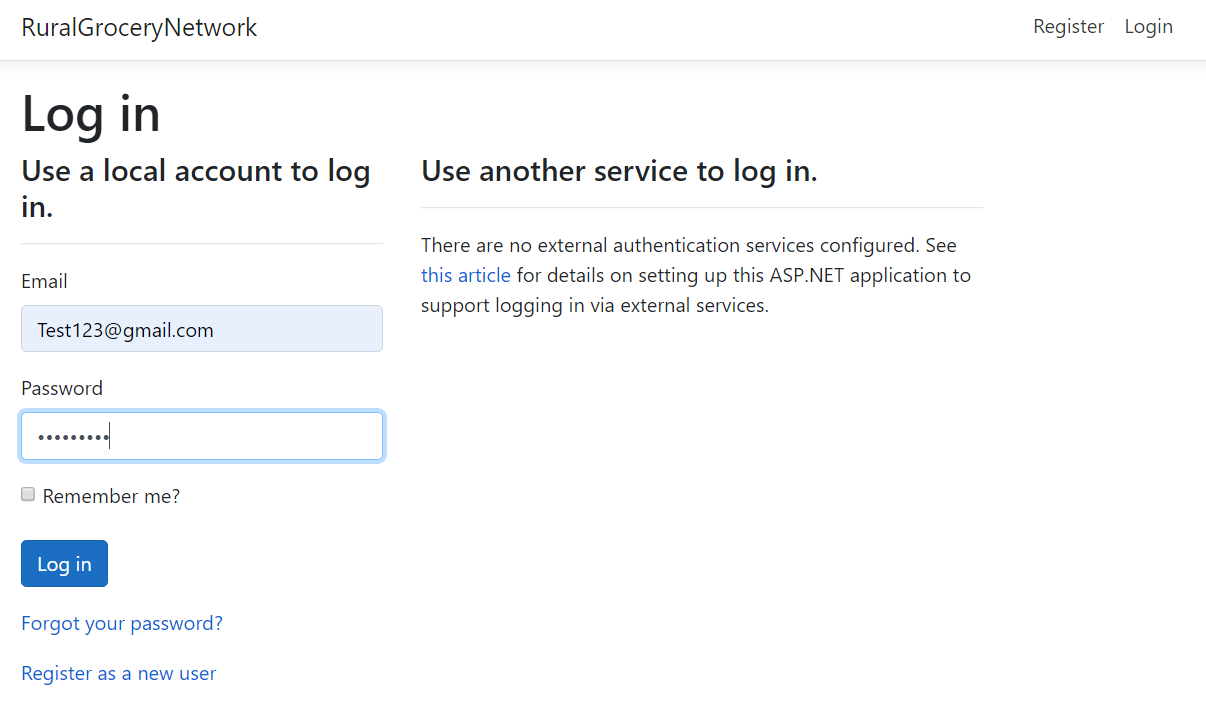 RuralGroceryNetwork
Register Login
Log in
Use a local account to log
in.
Email
Test123@gmail.com
Password
•••••••••
Remember me?
Log in
Forgot your password?
Register as a new user
Use another service to log in.
There are no external authentication services configured. See
this article for details on setting up this ASP.NET application to
support logging in via external services.